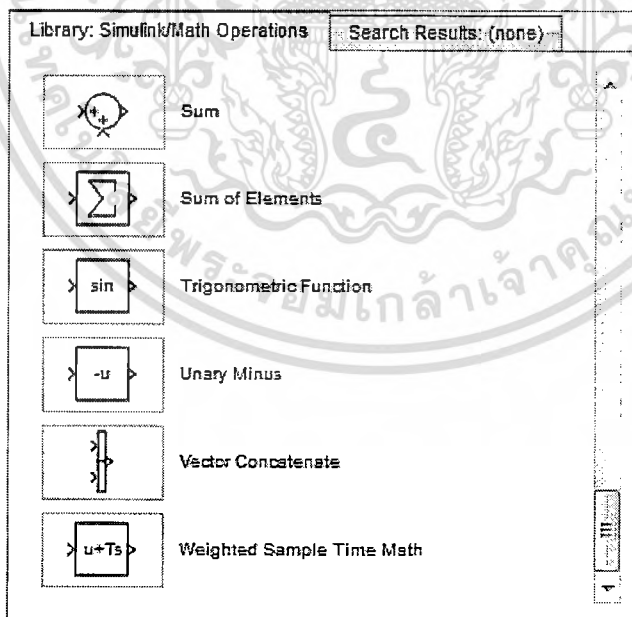 Library: Simulink/Math Operations
Search Results: (none)
Sum
Sum of Elements
sin
Trigonometric Function
-u
Unary Minus
Vector Concatenate
u+Ts
Weighted Sample Time Math